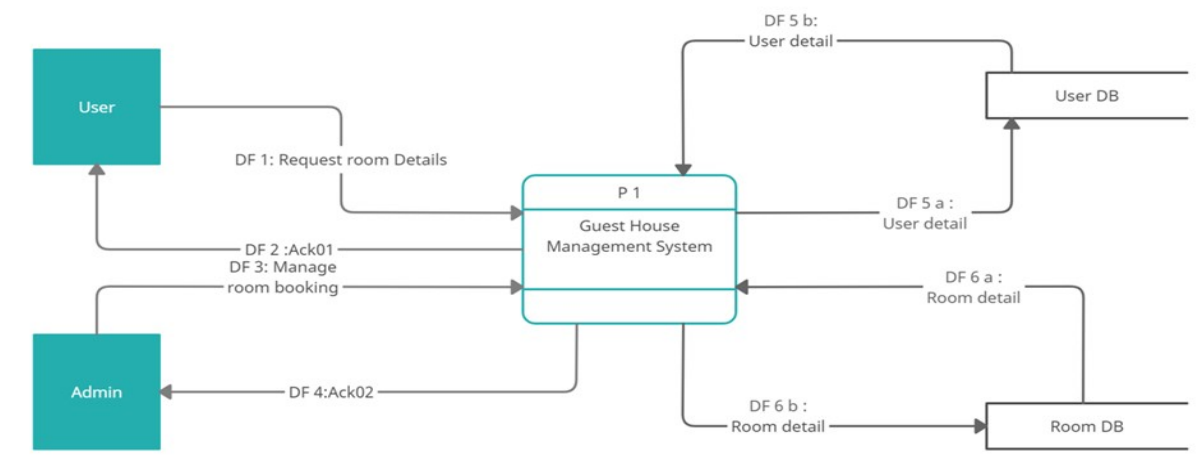 DF 5 b:
User detail
User
User DB
DF 1: Request room Details
P 1
Guest House
Management System
DF 5 a :
User detail
DF 2 :Ack01
DF 3: Manage
room booking
DF 6 a :
Room detail
Admin
DF 4:Ack02
DF 6 b :
Room detail
Room DB